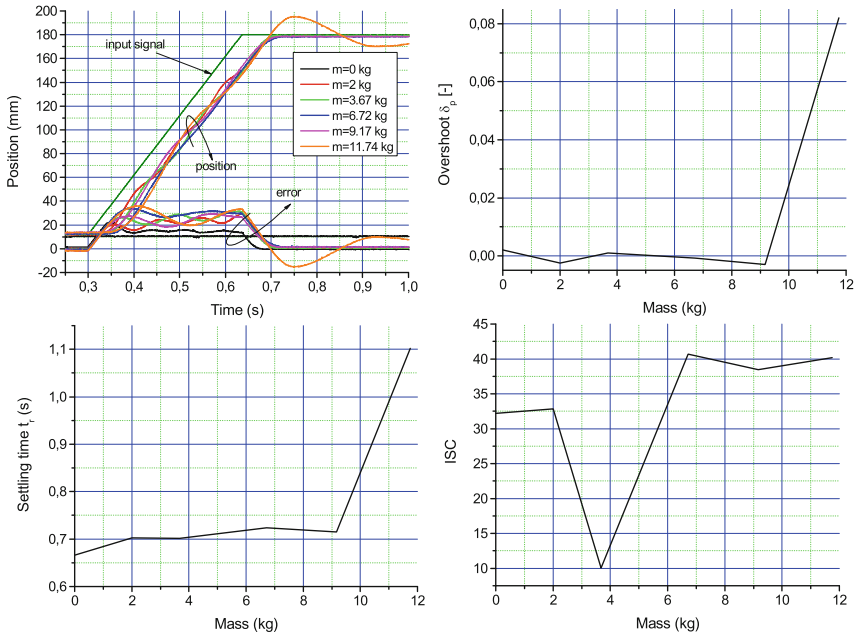 200
180
160
140
120
100
80
60
40
20
0
-20
Position (mm)
input signal
position
error
m=0 kg
m=2 kg
m=3.67 kg
m=6.72 kg
m=9.17 kg
m=11.74 kg
0,3 0,4 0,5 0,6 0,7 0,8 0,9 1,0
Time (s)
0,08
0,06
0,04
0,02
0,00
Overshoot δp [-]
0 2 4 6 8 10 12
Mass (kg)
1,1
1,0
0,9
0,8
0,7
0,6
Settling time tr (s)
0 2 4 6 8 10 12
Mass (kg)
45
40
35
30
25
20
15
10
ISC
0 2 4 6 8 10 12
Mass (kg)